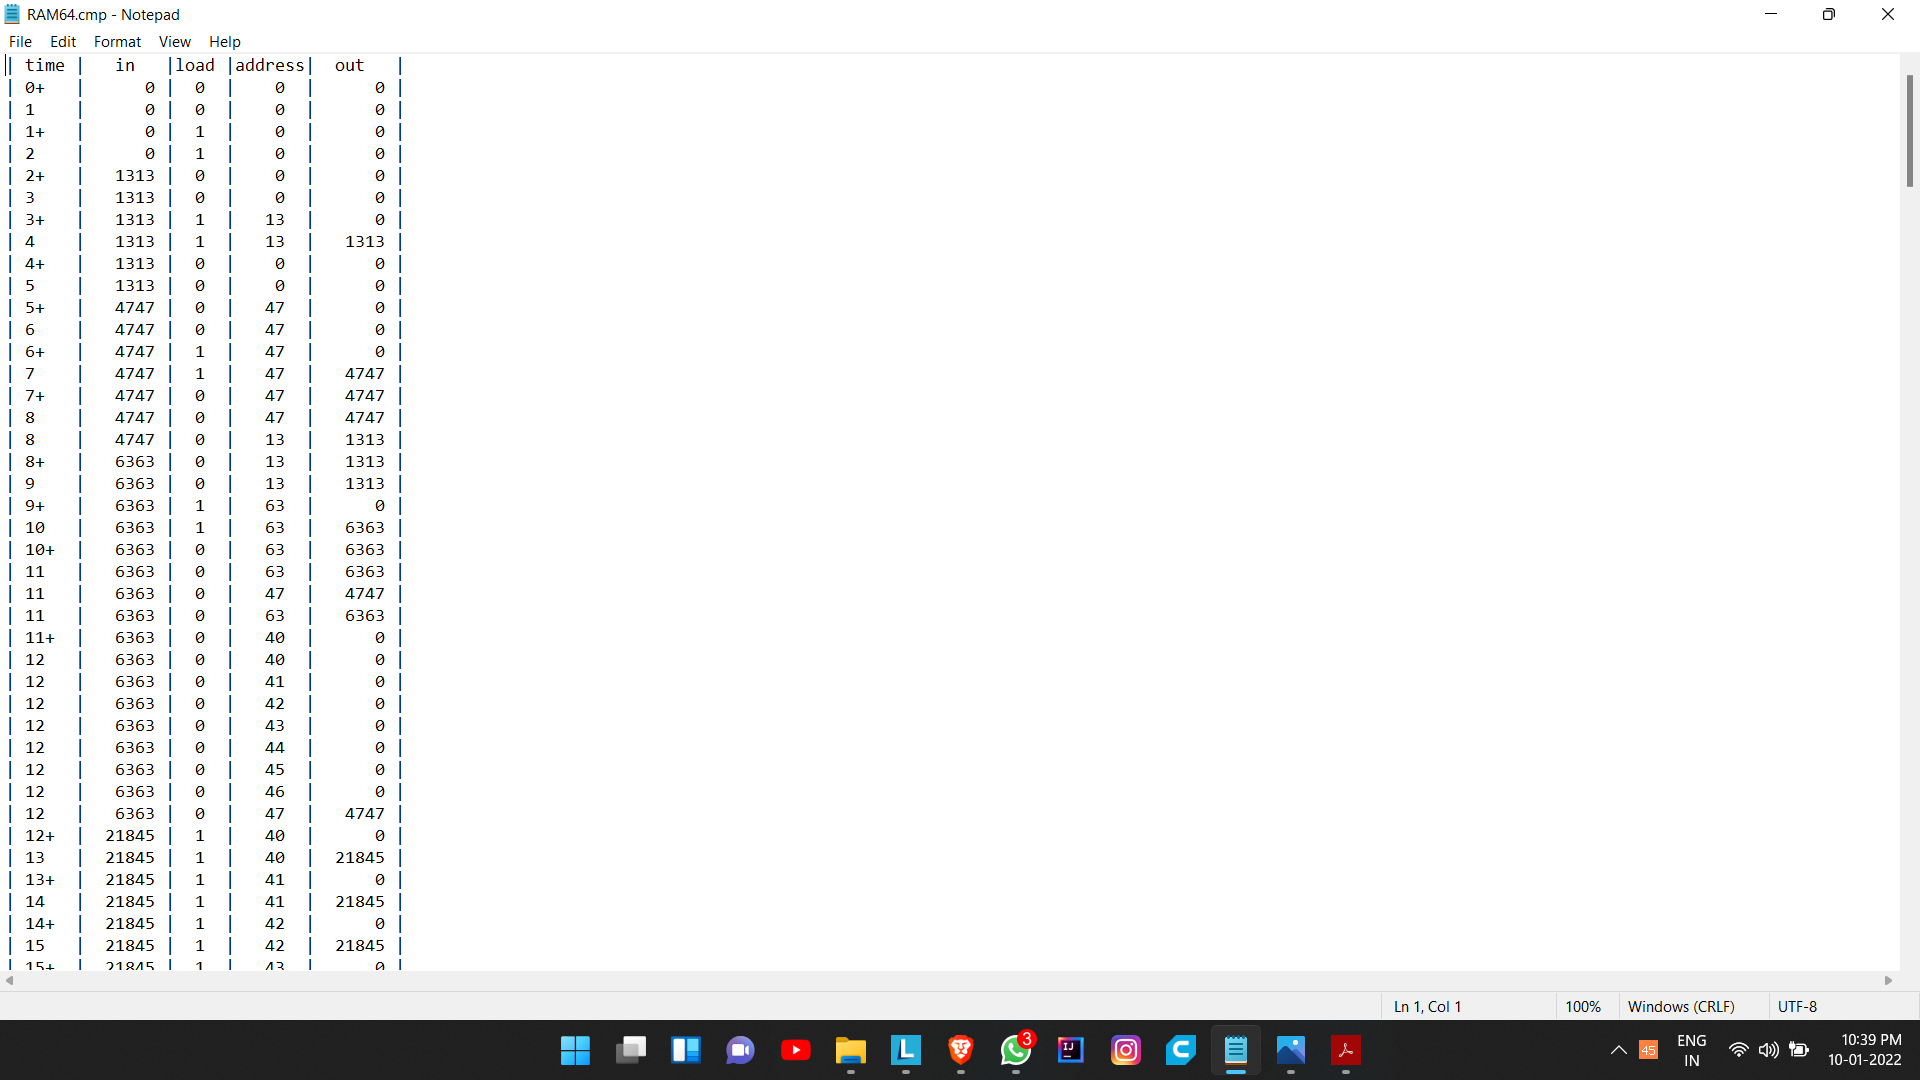 RAM64.cmp - Notepad
File Edit Format View Help
| time |   in   |load |address|  out   |
| 0+   |      0 |  0  |    0  |      0 |
| 1    |      0 |  0  |    0  |      0 |
| 1+   |      0 |  1  |    0  |      0 |
| 2    |      0 |  1  |    0  |      0 |
| 2+   |   1313 |  0  |    0  |      0 |
| 3    |   1313 |  0  |    0  |      0 |
| 3+   |   1313 |  1  |   13  |      0 |
| 4    |   1313 |  1  |   13  |   1313 |
| 4+   |   1313 |  0  |    0  |      0 |
| 5    |   1313 |  0  |    0  |      0 |
| 5+   |   4747 |  0  |   47  |      0 |
| 6    |   4747 |  0  |   47  |      0 |
| 6+   |   4747 |  1  |   47  |      0 |
| 7    |   4747 |  1  |   47  |   4747 |
| 7+   |   4747 |  0  |   47  |   4747 |
| 8    |   4747 |  0  |   47  |   4747 |
| 8    |   4747 |  0  |   13  |   1313 |
| 8+   |   6363 |  0  |   13  |   1313 |
| 9    |   6363 |  0  |   13  |   1313 |
| 9+   |   6363 |  1  |   63  |      0 |
| 10   |   6363 |  1  |   63  |   6363 |
| 10+  |   6363 |  0  |   63  |   6363 |
| 11   |   6363 |  0  |   63  |   6363 |
| 11   |   6363 |  0  |   47  |   4747 |
| 11   |   6363 |  0  |   63  |   6363 |
| 11+  |   6363 |  0  |   40  |      0 |
| 12   |   6363 |  0  |   40  |      0 |
| 12   |   6363 |  0  |   41  |      0 |
| 12   |   6363 |  0  |   42  |      0 |
| 12   |   6363 |  0  |   43  |      0 |
| 12   |   6363 |  0  |   44  |      0 |
| 12   |   6363 |  0  |   45  |      0 |
| 12   |   6363 |  0  |   46  |      0 |
| 12   |   6363 |  0  |   47  |   4747 |
| 12+  |  21845 |  1  |   40  |      0 |
| 13   |  21845 |  1  |   40  |  21845 |
| 13+  |  21845 |  1  |   41  |      0 |
| 14   |  21845 |  1  |   41  |  21845 |
| 14+  |  21845 |  1  |   42  |      0 |
| 15   |  21845 |  1  |   42  |  21845 |
| 15+  |  21845 |  1  |   43  |      0 |
Ln 1, Col 1 100% Windows (CRLF) UTF-8
L 3 IJ C 45 ENG 10:39 PM
IN 10-01-2022